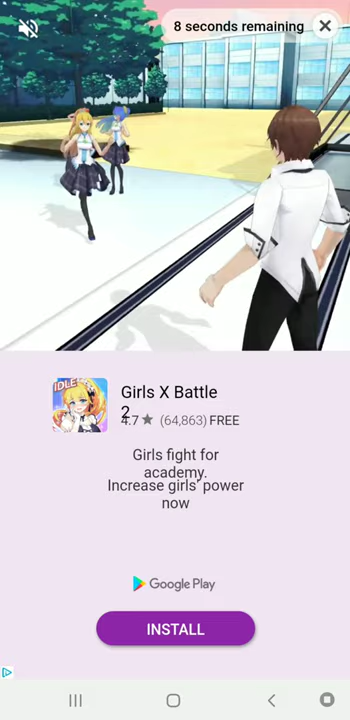 8 seconds remaining
IDLE
Girls X Battle
2
4.7 ★ (64,863) FREE
Girls fight for
academy.
Increase girls' power
now
Google Play
INSTALL